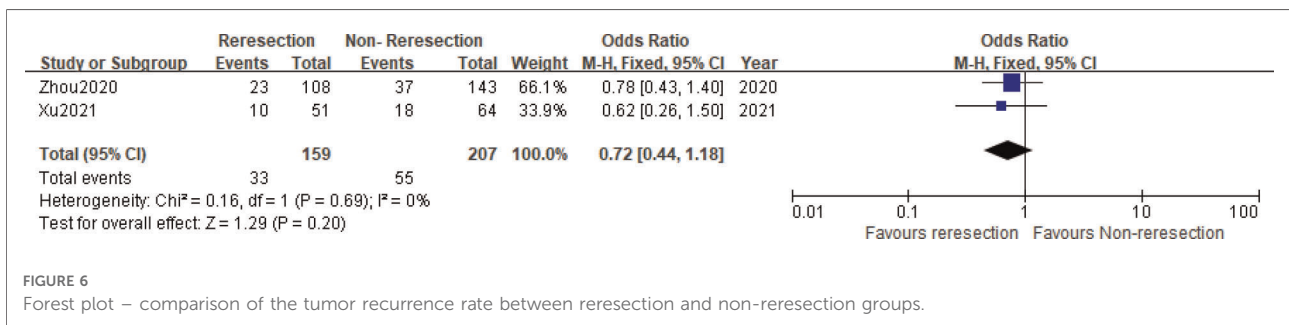 Reresection Non- Reresection Odds Ratio Odds Ratio
Study or Subgroup Events Total Events Total Weight M-H, Fixed, 95% CI Year M-H, Fixed, 95% CI
Zhou2020 23 108 37 143 66.1% 0.78 [0.43, 1.40] 2020
Xu2021 10 51 18 64 33.9% 0.62 [0.26, 1.50] 2021
Total (95% CI) 159 207 100.0% 0.72 [0.44, 1.18]
Total events 33 55
Heterogeneity: Chi² = 0.16, df = 1 (P = 0.69); I² = 0%
Test for overall effect: Z = 1.29 (P = 0.20)
0.01 0.1 1 10 100
Favours reresection Favours Non-reresection
FIGURE 6
Forest plot – comparison of the tumor recurrence rate between reresection and non-reresection groups.